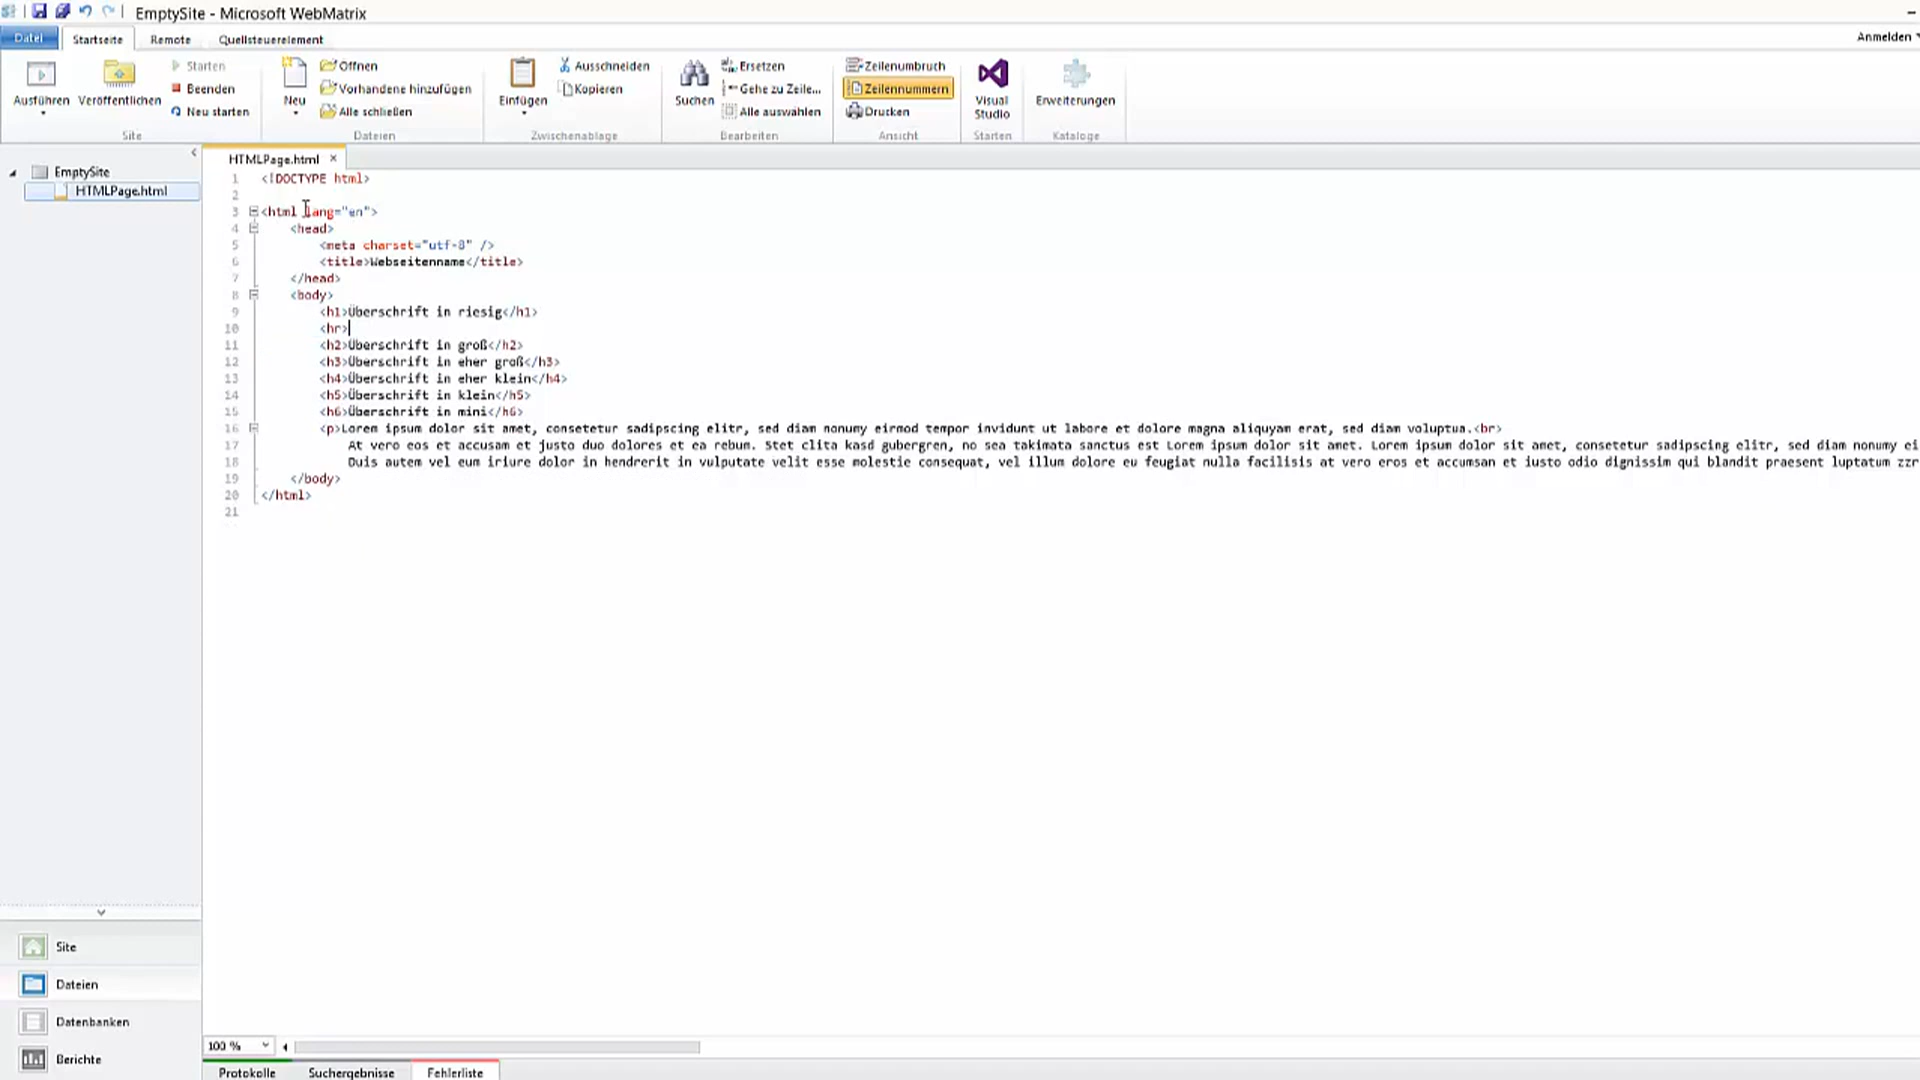 EmptySite - Microsoft WebMatrix
Datei Startseite Remote Quellsteuerelement Anmelden
Ausführen Veröffentlichen Starten Beenden Neu starten
Site
Neu Öffnen Vorhandene hinzufügen Alle schließen
Dateien
Einfügen Ausschneiden Kopieren
Zwischenablage
Suchen Ersetzen Gehe zu Zeile... Alle auswählen
Bearbeiten
Zeilenumbruch Zeilennummern Drucken
Ansicht
Visual Studio
Starten
Erweiterungen
Kataloge
EmptySite
HTMLPage.html
HTMLPage.html ×
1 <!DOCTYPE html>
2
3 <html lang="en">
4 <head>
5 <meta charset="utf-8" />
6 <title>Webseitenname</title>
7 </head>
8 <body>
9 <h1>Überschrift in riesig</h1>
10 <hr>
11 <h2>Überschrift in groß</h2>
12 <h3>Überschrift in eher groß</h3>
13 <h4>Überschrift in eher klein</h4>
14 <h5>Überschrift in klein</h5>
15 <h6>Überschrift in mini</h6>
16 <p>Lorem ipsum dolor sit amet, consetetur sadipscing elitr, sed diam nonumy eirmod tempor invidunt ut labore et dolore magna aliquyam erat, sed diam voluptua.<br>
17 At vero eos et accusam et justo duo dolores et ea rebum. Stet clita kasd gubergren, no sea takimata sanctus est Lorem ipsum dolor sit amet. Lorem ipsum dolor sit amet, consetetur sadipscing elitr, sed diam nonumy ei
18 Duis autem vel eum iriure dolor in hendrerit in vulputate velit esse molestie consequat, vel illum dolore eu feugiat nulla facilisis at vero eros et accumsan et iusto odio dignissim qui blandit praesent luptatum zzr
19 </body>
20 </html>
21
Site
Dateien
Datenbanken
Berichte
100 %
Protokolle Suchergebnisse Fehlerliste